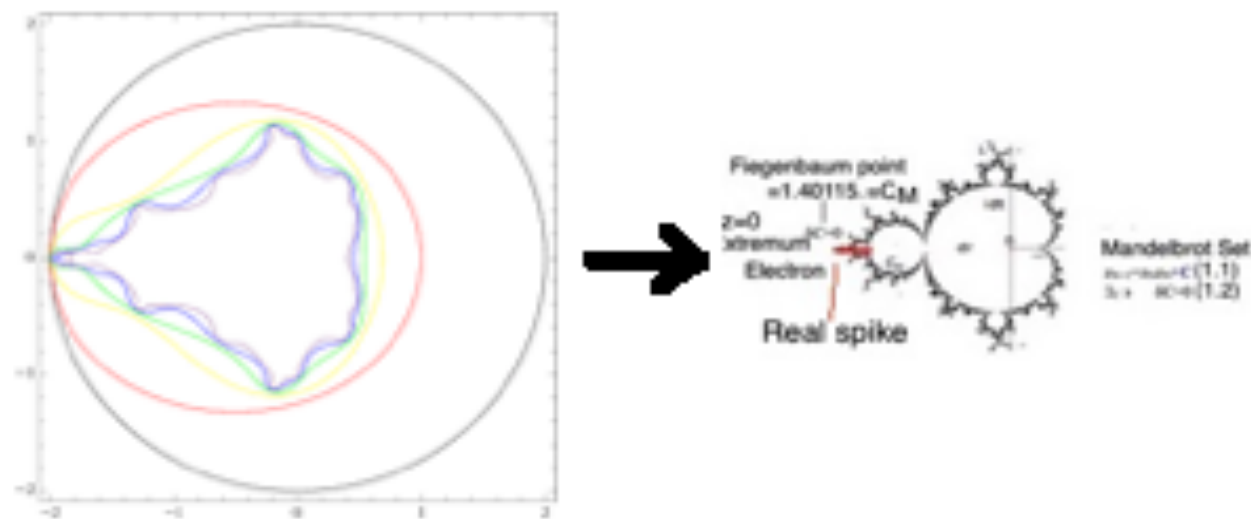 2
1
0
−1
−2
−2
−1
0
1
2
Fiegenbaum point
=1.40115.=C_M
z=0
xtremum
Electron
Real spike
Mandelbrot Set
(1.1)
(1.2)